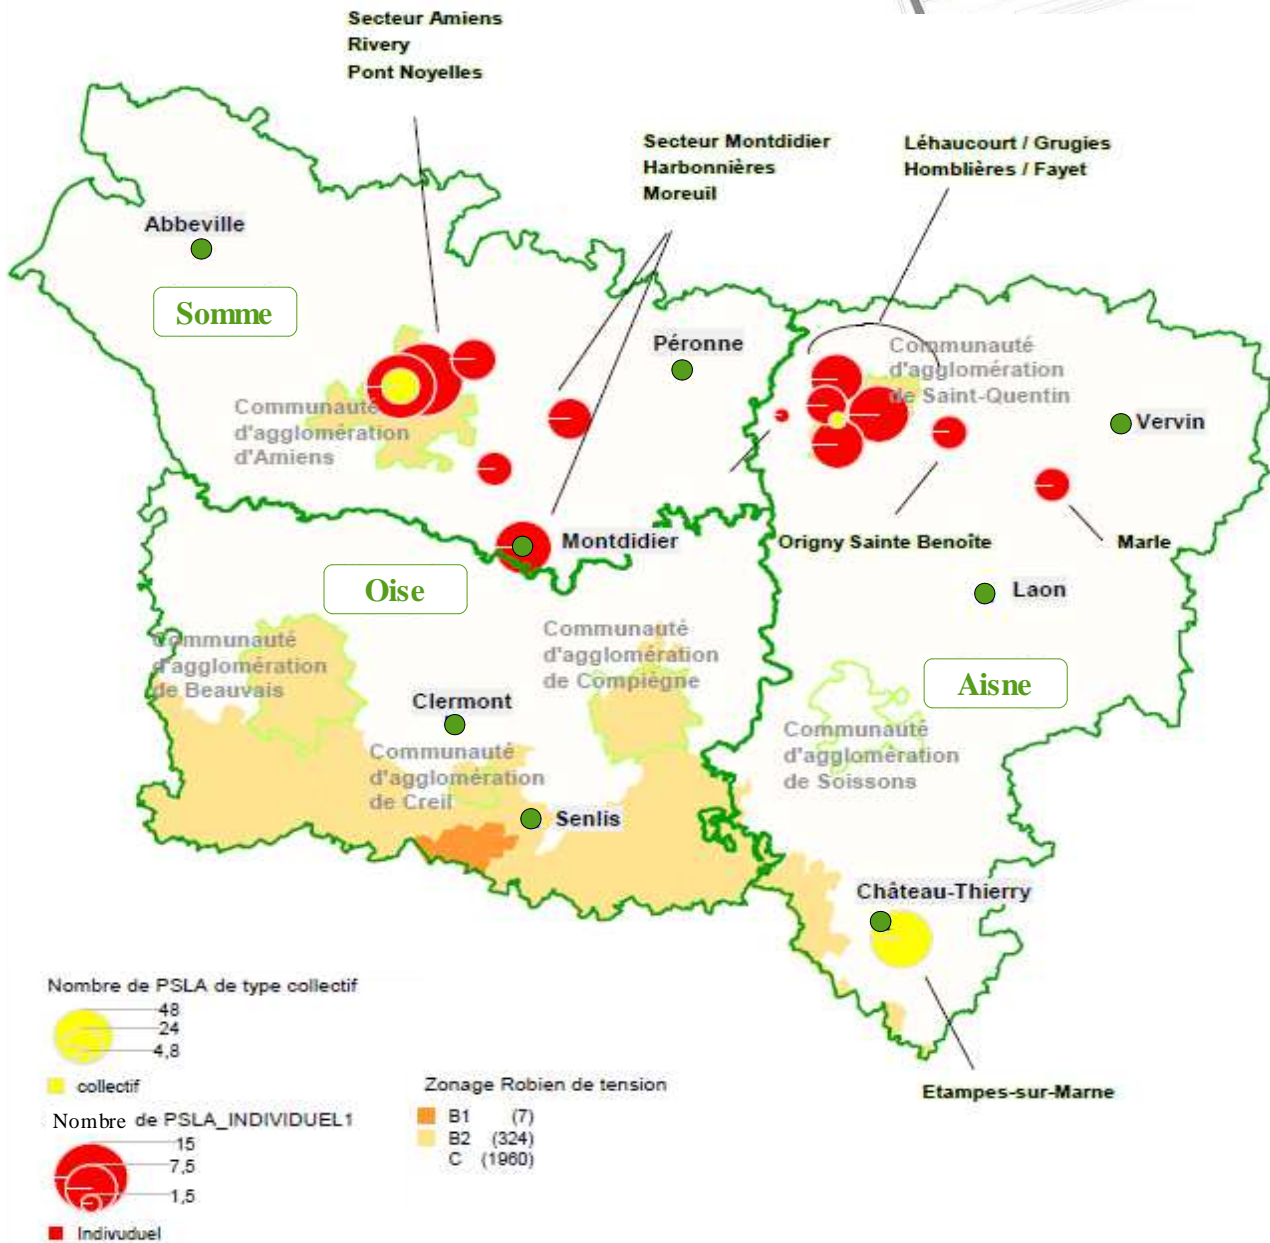 Secteur Amiens
Rivery
Pont Noyelles
Secteur Montdidier
Harbonnières
Moreuil
Léhaucourt / Grugies
Homblières / Fayet
Abbeville
Somme
Péronne
Communauté
d'agglomération
de Saint-Quentin
Communauté
d'agglomération
d'Amiens
Vervin
Montdidier
Origny Sainte Benoîte
Marle
Oise
Laon
Communauté
d'agglomération
de Beauvais
Communauté
d'agglomération
de Compiègne
Aisne
Clermont
Communauté
d'agglomération
de Creil
Communauté
d'agglomération
de Soissons
Senlis
Château-Thierry
Etampes-sur-Marne
Nombre de PSLA de type collectif
48
24
4,8
collectif
Nombre de PSLA_INDIVIDUEL1
15
7,5
1,5
Indivuduel
Zonage Robien de tension
B1 (7)
B2 (324)
C (1960)